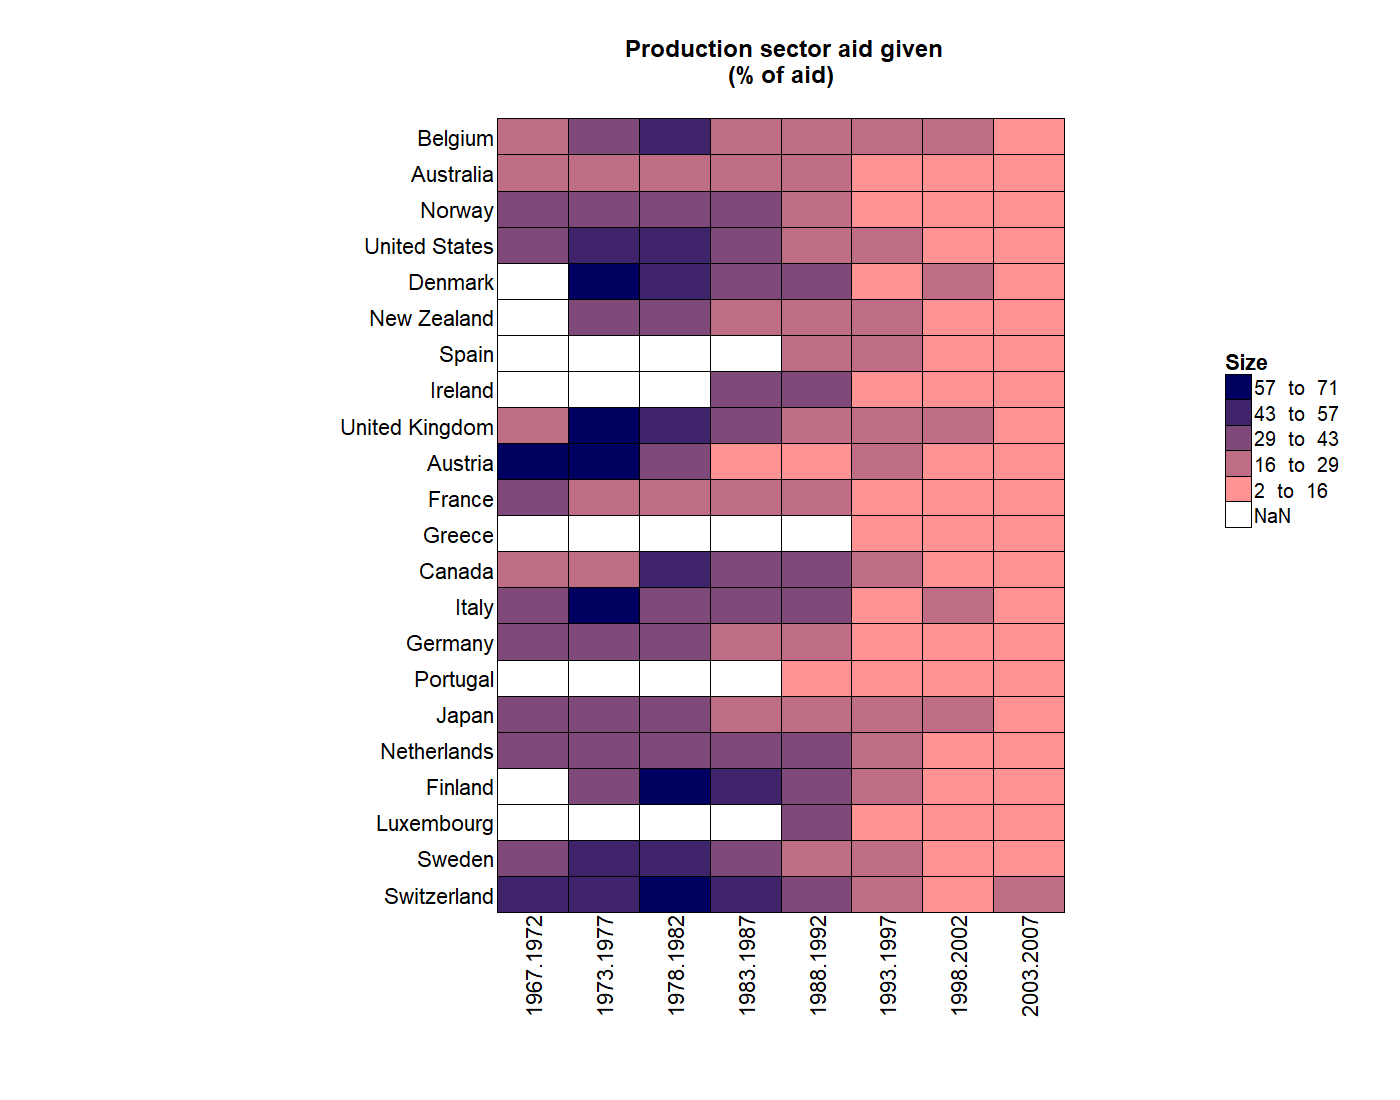 Production sector aid given
(% of aid)
Belgium
Australia
Norway
United States
Denmark
New Zealand
Spain
Ireland
United Kingdom
Austria
France
Greece
Canada
Italy
Germany
Portugal
Japan
Netherlands
Finland
Luxembourg
Sweden
Switzerland
1967.1972
1973.1977
1978.1982
1983.1987
1988.1992
1993.1997
1998.2002
2003.2007
Size
57 to 71
43 to 57
29 to 43
16 to 29
2 to 16
NaN